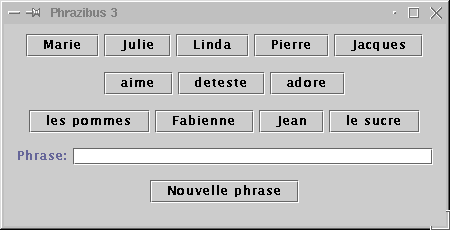 Phrazibus 3
Marie Julie Linda Pierre Jacques
aime deteste adore
les pommes Fabienne Jean le sucre
Phrase:
Nouvelle phrase